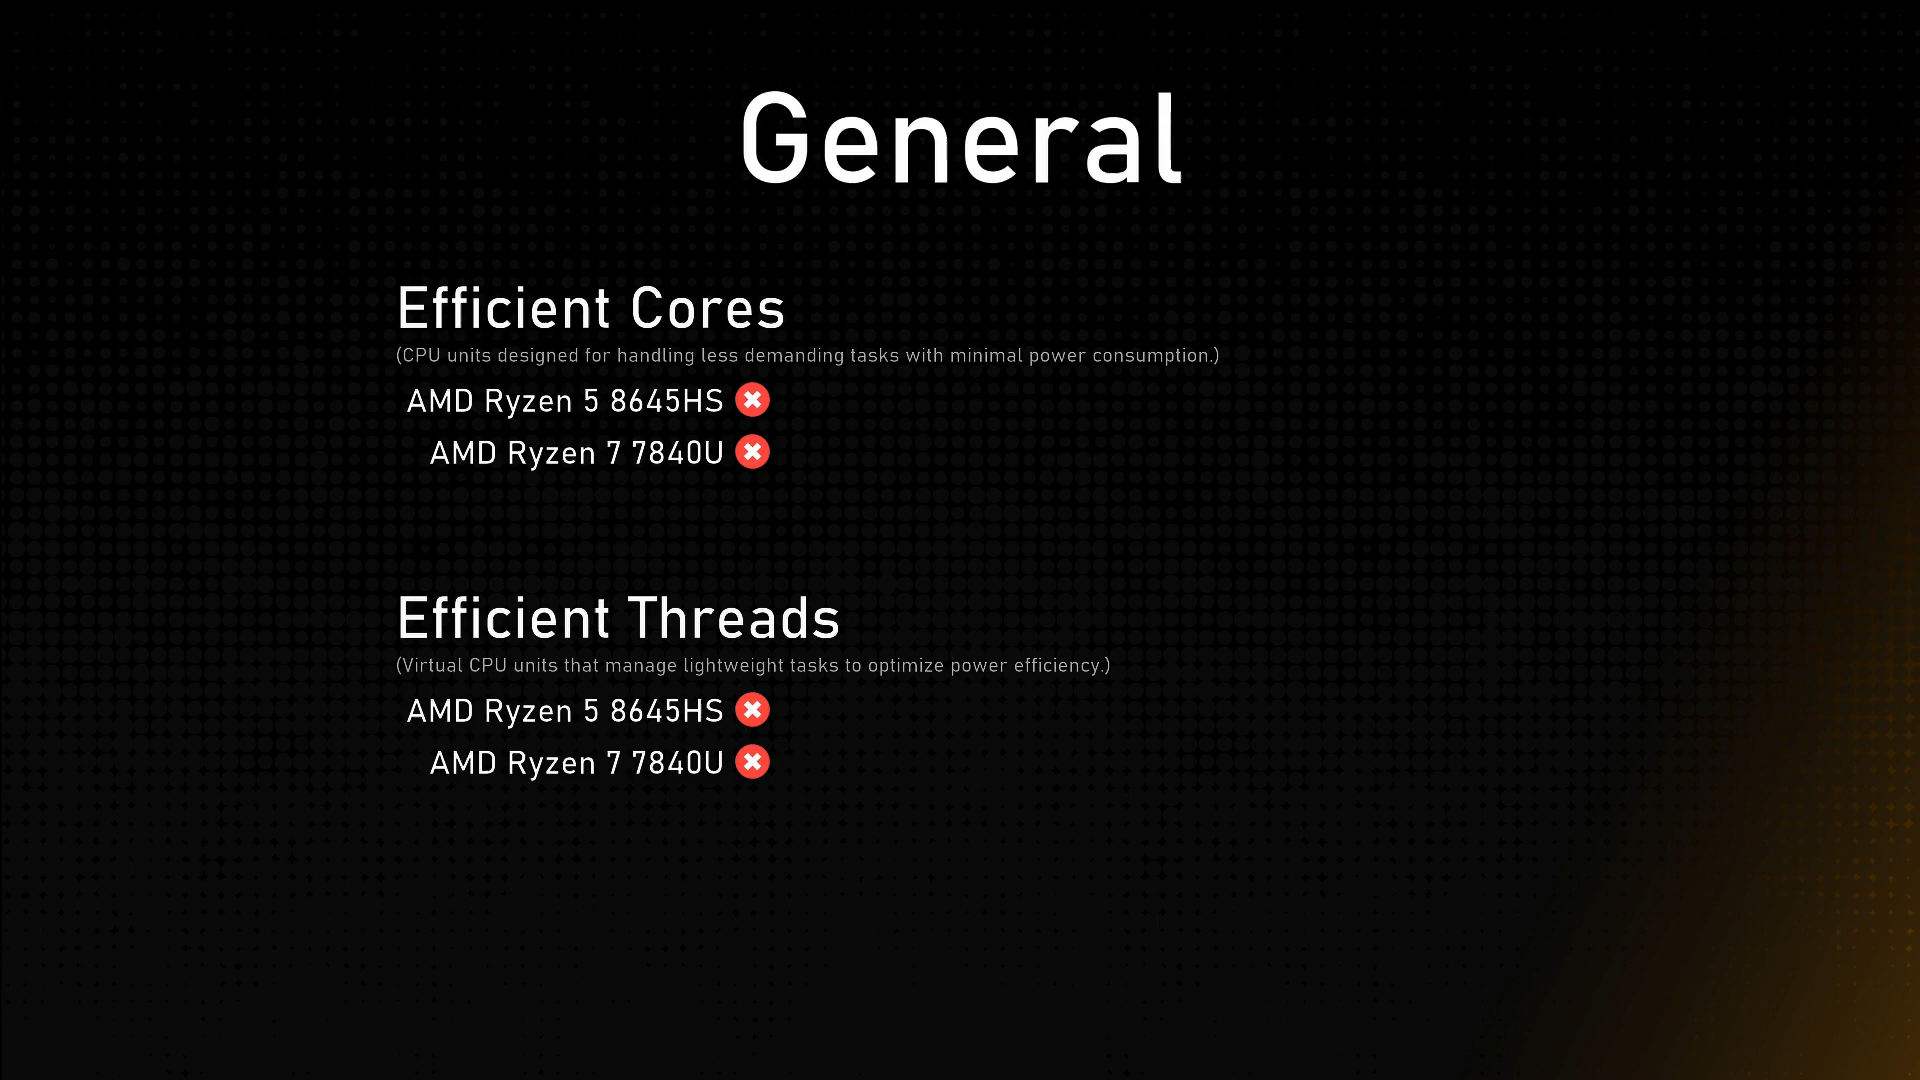 General
Efficient Cores
(CPU units designed for handling less demanding tasks with minimal power consumption.)
AMD Ryzen 5 8645HS
AMD Ryzen 7 7840U
Efficient Threads
(Virtual CPU units that manage lightweight tasks to optimize power efficiency.)
AMD Ryzen 5 8645HS
AMD Ryzen 7 7840U